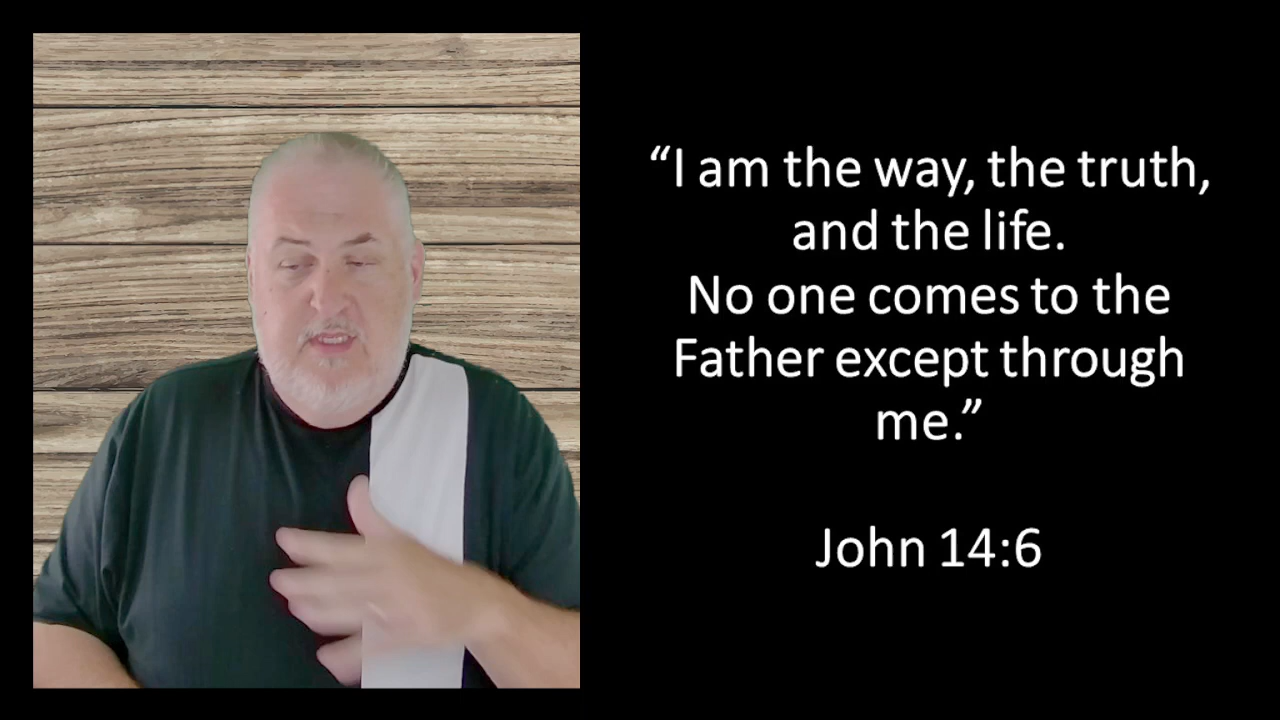 “I am the way, the truth,
and the life.
No one comes to the
Father except through
me.”
John 14:6